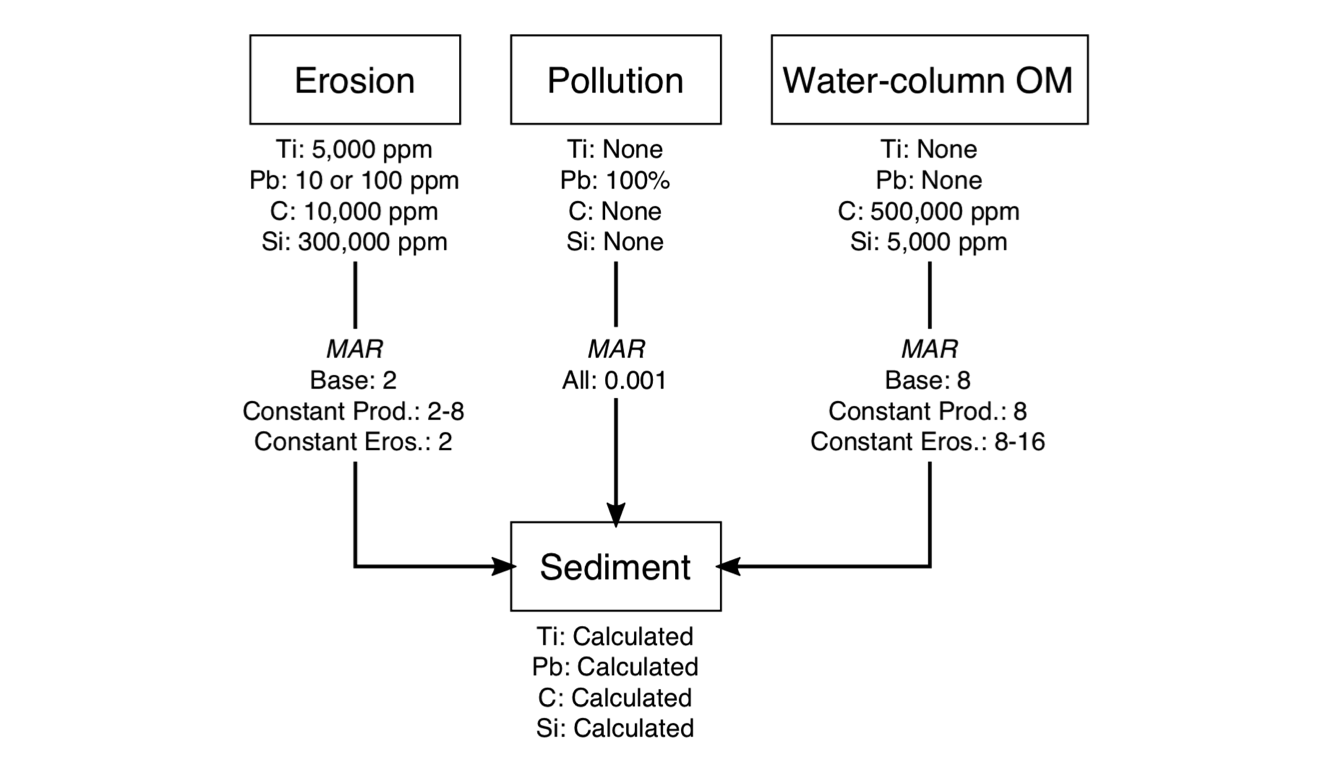 Erosion
Ti: 5,000 ppm
Pb: 10 or 100 ppm
C: 10,000 ppm
Si: 300,000 ppm
MAR
Base: 2
Constant Prod.: 2-8
Constant Eros.: 2
Pollution
Ti: None
Pb: 100%
C: None
Si: None
MAR
All: 0.001
Water-column OM
Ti: None
Pb: None
C: 500,000 ppm
Si: 5,000 ppm
MAR
Base: 8
Constant Prod.: 8
Constant Eros.: 8-16
Sediment
Ti: Calculated
Pb: Calculated
C: Calculated
Si: Calculated